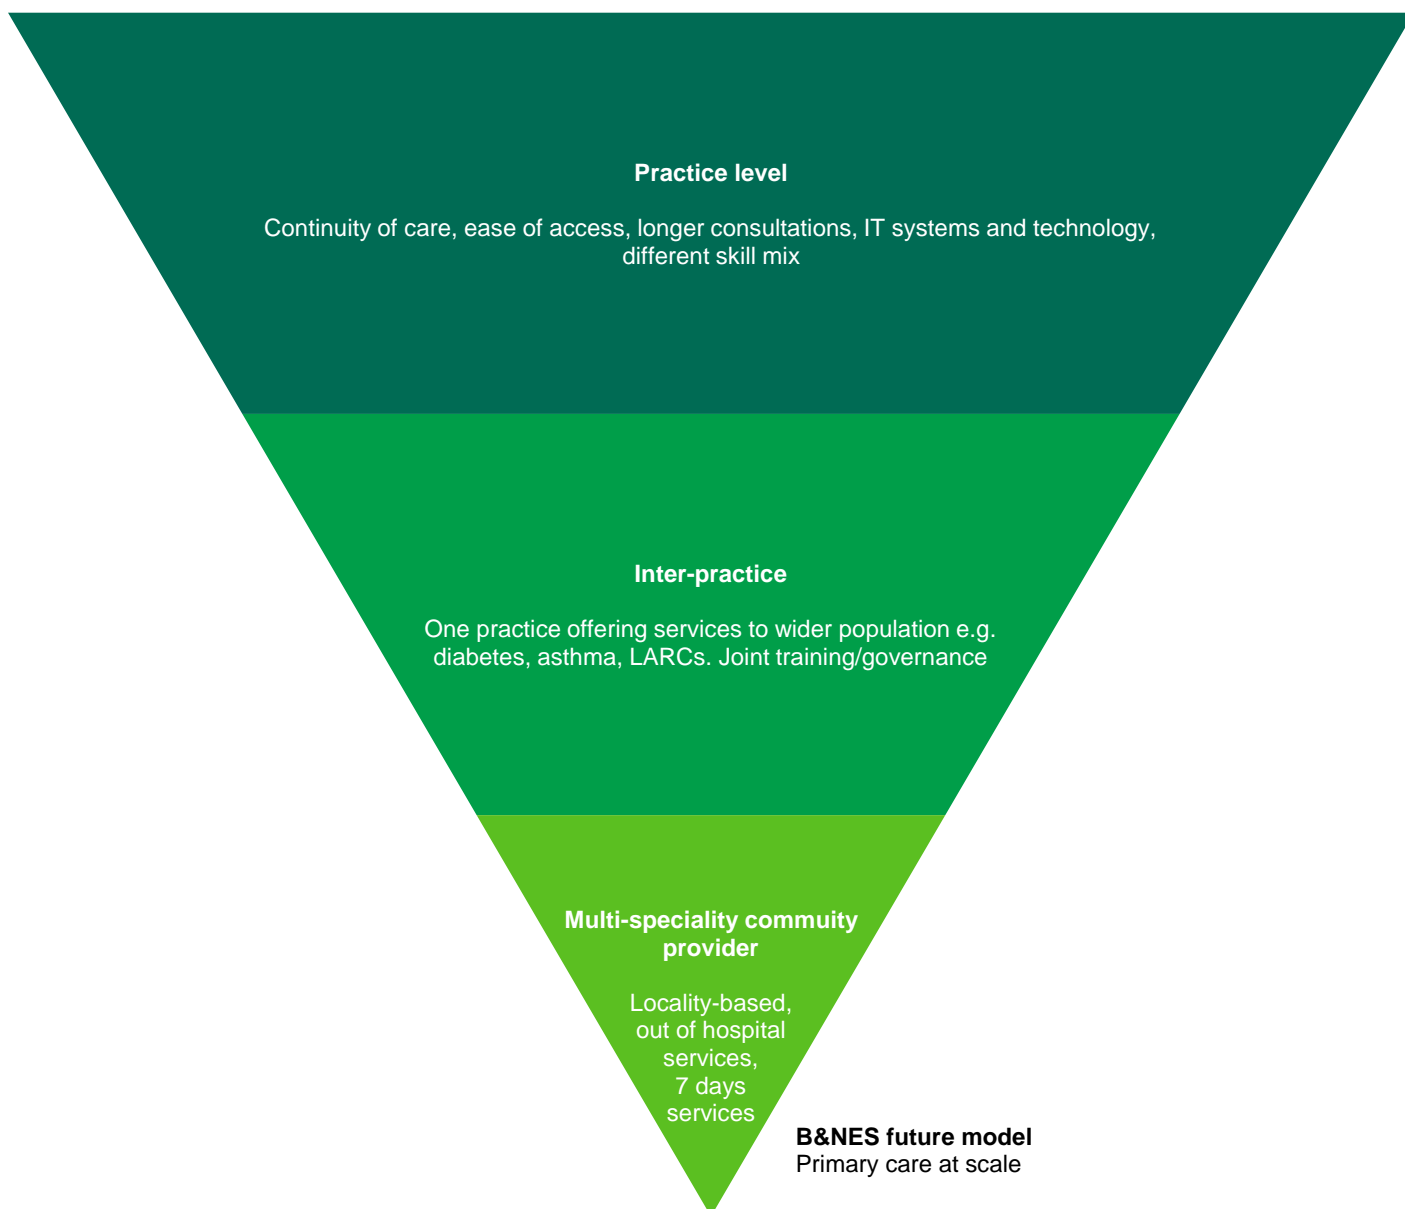 Practice level
Continuity of care, ease of access, longer consultations, IT systems and technology,
different skill mix
Inter-practice
One practice offering services to wider population e.g.
diabetes, asthma, LARCs. Joint training/governance
Multi-speciality commuity
provider
Locality-based,
out of hospital
services,
7 days
services
B&NES future model
Primary care at scale